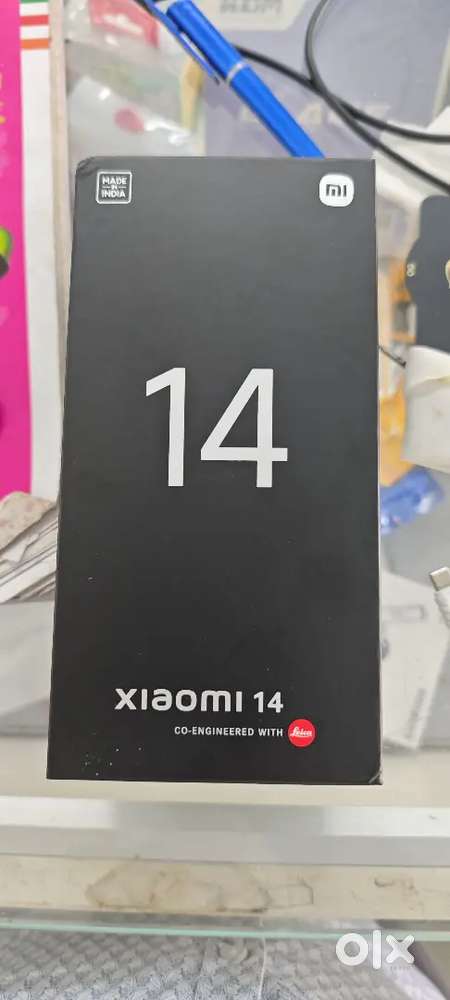 MADE
IN
INDIA
mi
14
xiaomi 14
CO-ENGINEERED WITH Leica
olx